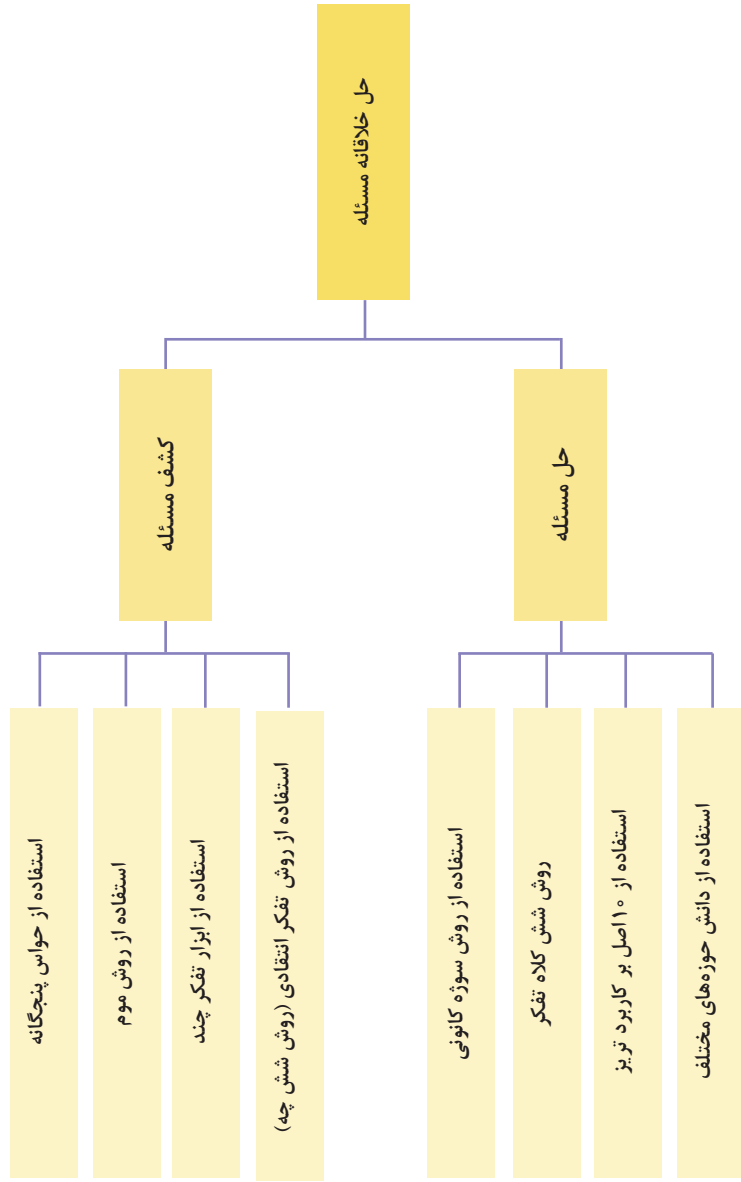 حل خلاقانه مسئله
کشف مسئله
حل مسئله
استفاده از حواس پنجگانه
استفاده از روش موم
استفاده از ابزار تفکر چند
استفاده از روش تفکر انتقادی (روش شش چه)
استفاده از روش سوژه کانونی
روش شش کلاه تفکر
استفاده از ۱۰اصل بر کاربرد تریز
استفاده از دانش حوزه‌های مختلف